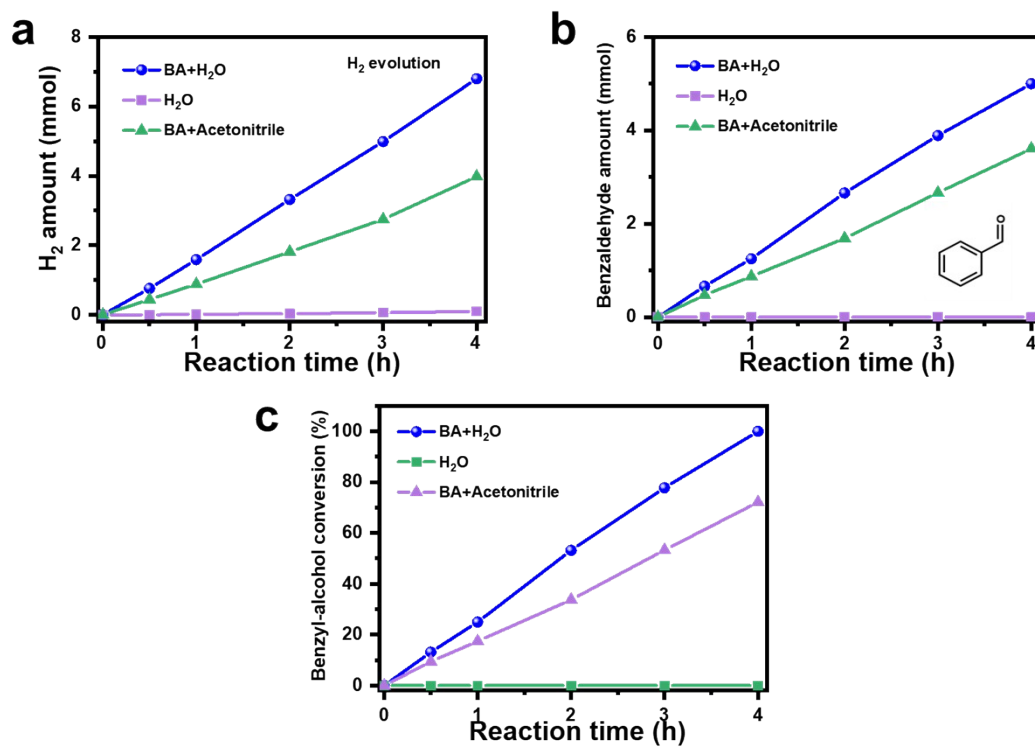 a
H₂ amount (mmol)
8
6
4
2
0
BA+H₂O
H₂O
BA+Acetonitrile
H₂ evolution
0 1 2 3 4
Reaction time (h)
b
Benzaldehyde amount (mmol)
6
4
2
0
BA+H₂O
H₂O
BA+Acetonitrile
O
0 1 2 3 4
Reaction time (h)
c
Benzyl-alcohol conversion (%)
100
80
60
40
20
0
BA+H₂O
H₂O
BA+Acetonitrile
0 1 2 3 4
Reaction time (h)